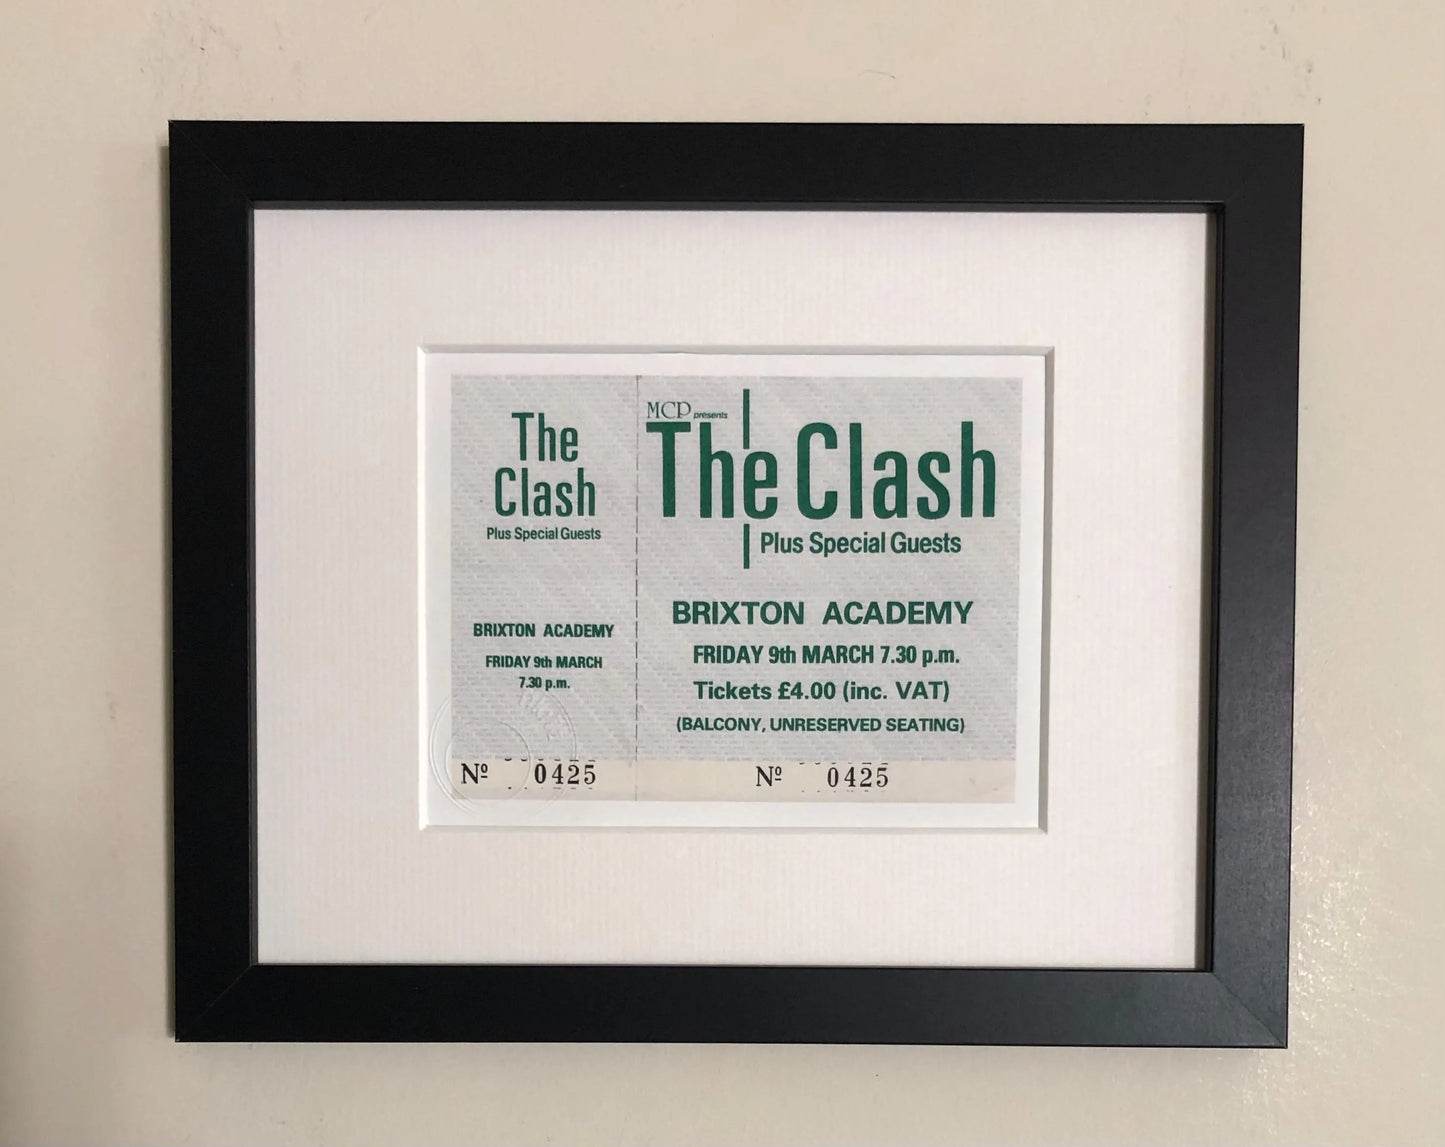 The
Clash
Plus Special Guests
BRIXTON ACADEMY
FRIDAY 9th MARCH
7.30 p.m.
Nº 0425
MCP presents
The Clash
Plus Special Guests
BRIXTON ACADEMY
FRIDAY 9th MARCH 7.30 p.m.
Tickets £4.00 (inc. VAT)
(BALCONY, UNRESERVED SEATING)
Nº 0425